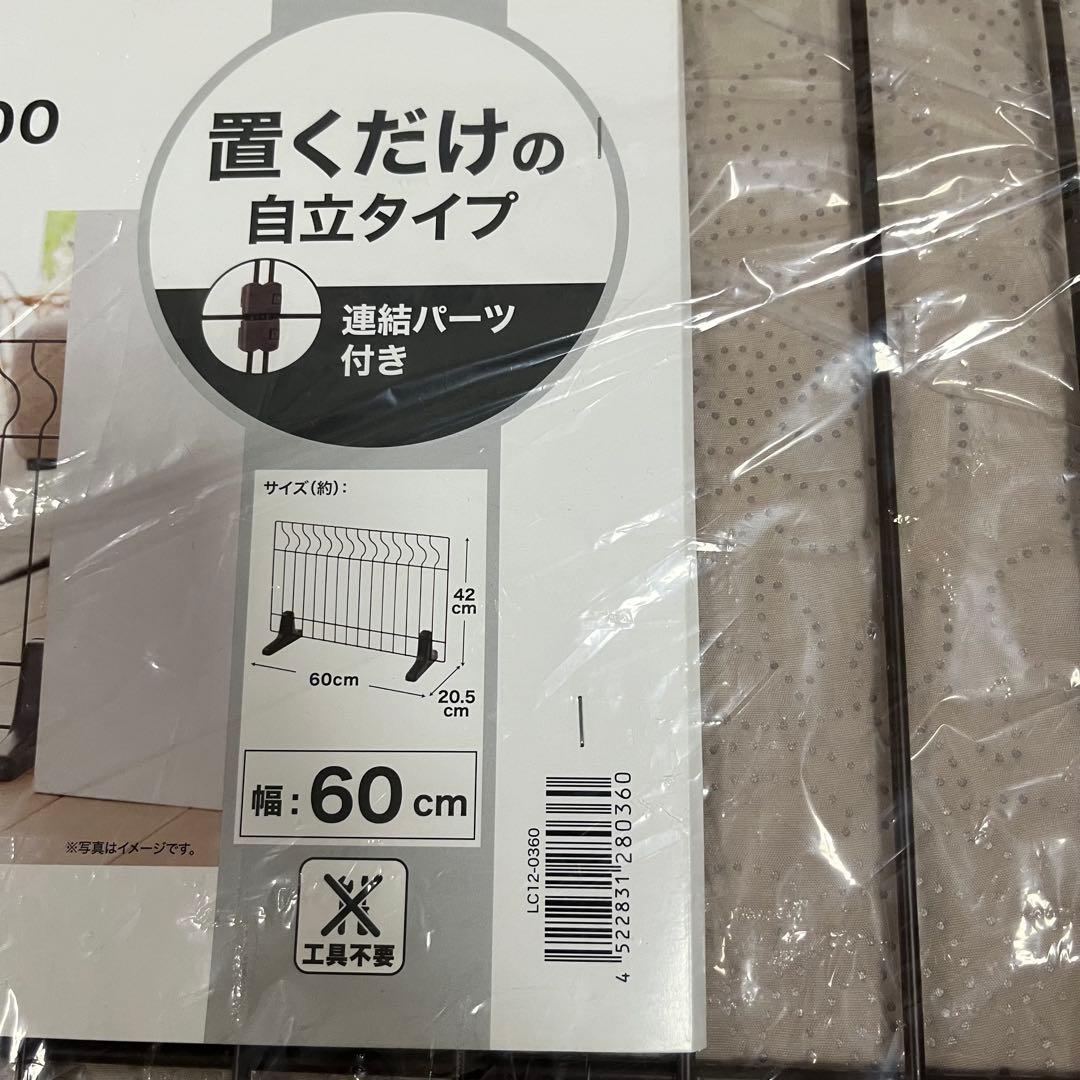 00
置くだけの
自立タイプ
連結パーツ
付き
サイズ(約):
42
cm
60cm
20.5
cm
幅:60cm
※写真はイメージです。
工具不要
LC12-0360
4 522831 280360